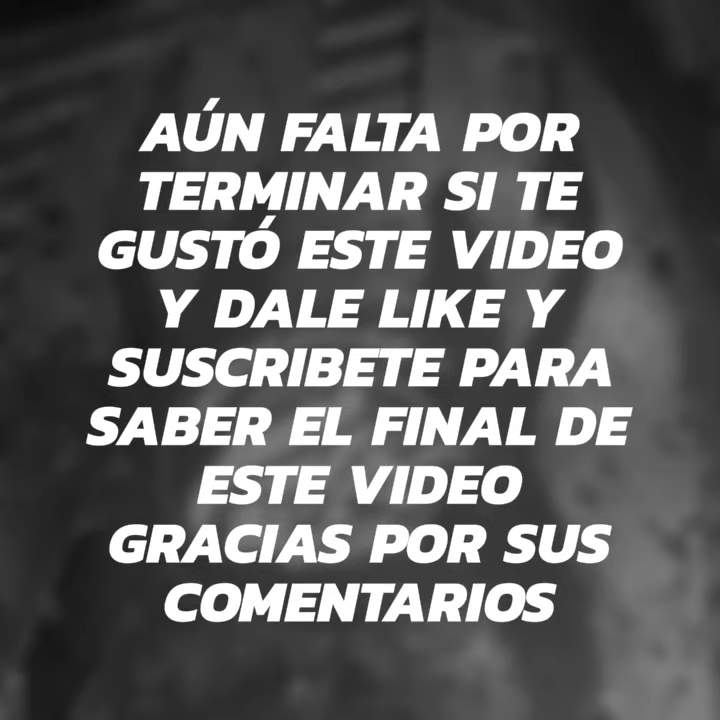 AÚN FALTA POR
TERMINAR SI TE
GUSTÓ ESTE VIDEO
Y DALE LIKE Y
SUSCRIBETE PARA
SABER EL FINAL DE
ESTE VIDEO
GRACIAS POR SUS
COMENTARIOS